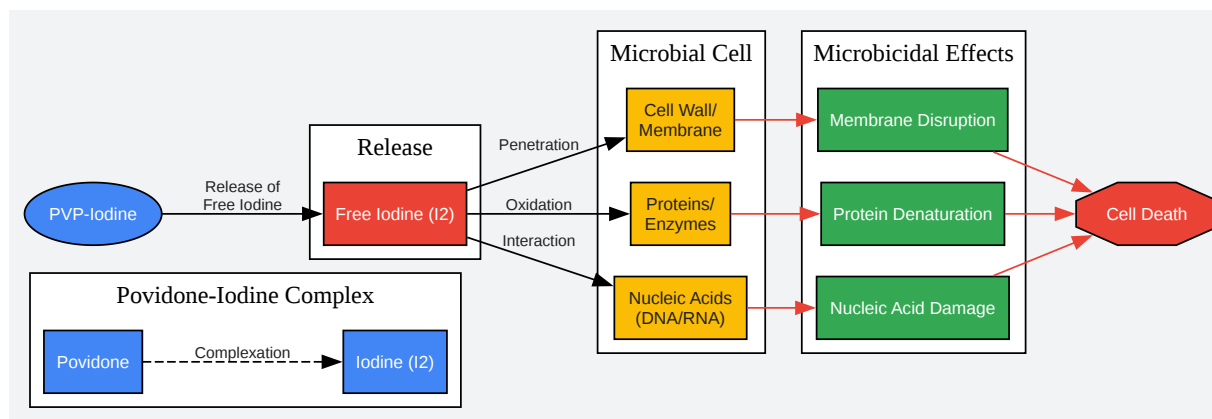 Microbial Cell
Microbicidal Effects
Release
Cell Wall/
Membrane
Membrane Disruption
Penetration
Release of
Free Iodine
PVP-Iodine
Free Iodine (I2)
Oxidation
Proteins/
Enzymes
Protein Denaturation
Cell Death
Interaction
Nucleic Acids
(DNA/RNA)
Nucleic Acid Damage
Povidone-Iodine Complex
Povidone
Complexation
Iodine (I2)